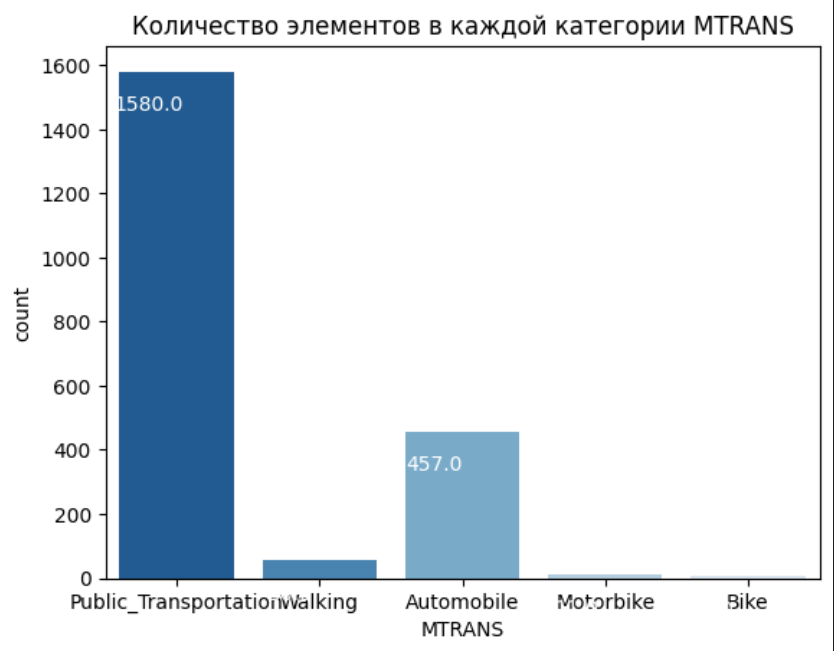 Количество элементов в каждой категории MTRANS
1600
1580.0
1400
1200
1000
800
600
400
457.0
200
0
count
Public_Transportation
Walking
Automobile
Motorbike
Bike
MTRANS